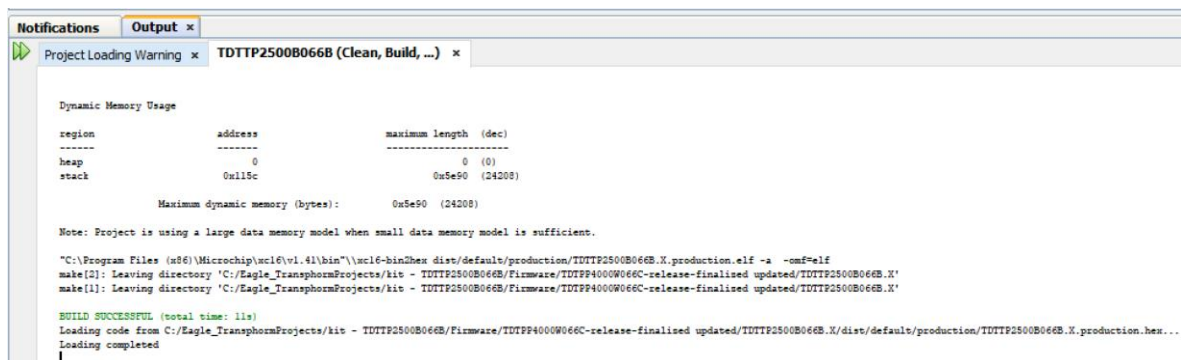 Notifications Output ×
Project Loading Warning × TDTTP2500B066B (Clean, Build, ...) ×
Dynamic Memory Usage
region address maximum length (dec)
------ ------- ---------------------
heap 0 0 (0)
stack 0x115c 0x5e90 (24208)
Maximum dynamic memory (bytes): 0x5e90 (24208)
Note: Project is using a large data memory model when small data memory model is sufficient.
"C:\Program Files (x86)\Microchip\xc16\v1.41\bin"\\xc16-bin2hex dist/default/production/TDTTP2500B066B.X.production.elf -a -omf=elf
make[2]: Leaving directory 'C:/Eagle_TransphormProjects/kit - TDTTP2500B066B/Firmware/TDTPP4000W066C-release-finalised updated/TDTTP2500B066B.X'
make[1]: Leaving directory 'C:/Eagle_TransphormProjects/kit - TDTTP2500B066B/Firmware/TDTPP4000W066C-release-finalised updated/TDTTP2500B066B.X'
BUILD SUCCESSFUL (total time: 11s)
Loading code from C:/Eagle_TransphormProjects/kit - TDTTP2500B066B/Firmware/TDTPP4000W066C-release-finalised updated/TDTTP2500B066B.X/dist/default/production/TDTTP2500B066B.X.production.hex...
Loading completed